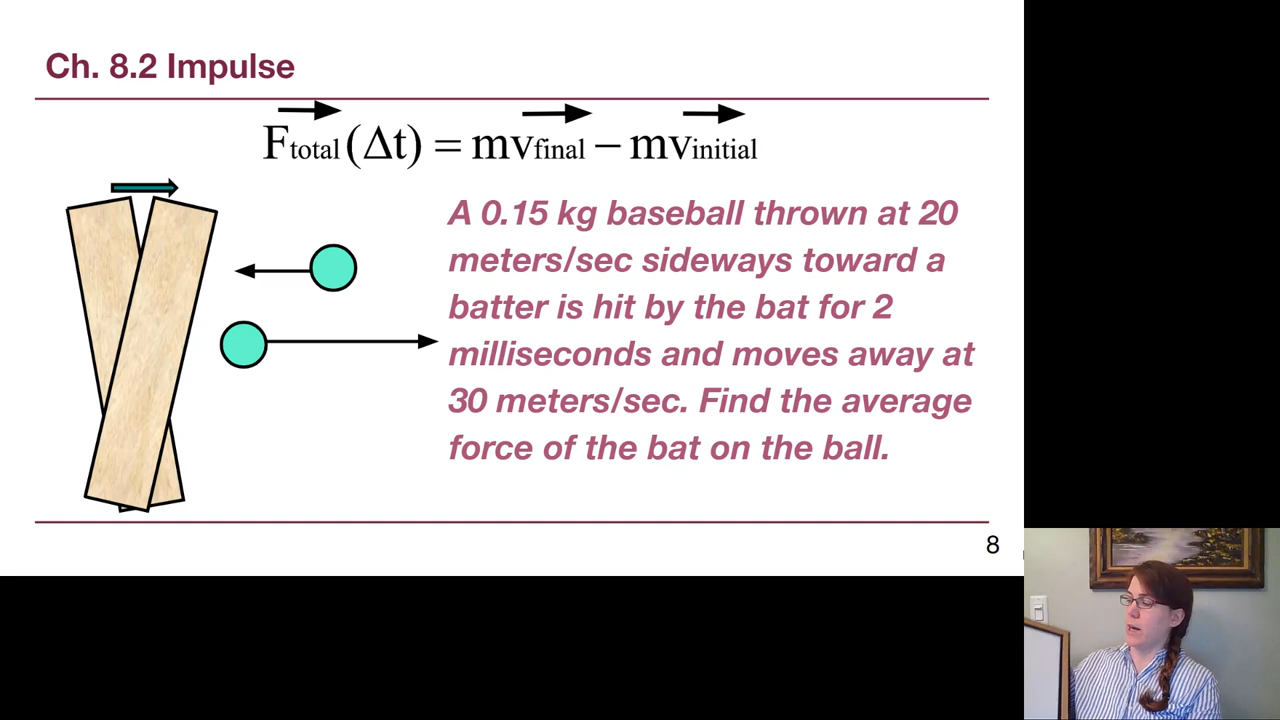 Ch. 8.2 Impulse
Ftotal(Δt) = mvfinal − mvinitial
A 0.15 kg baseball thrown at 20
meters/sec sideways toward a
batter is hit by the bat for 2
milliseconds and moves away at
30 meters/sec. Find the average
force of the bat on the ball.
8